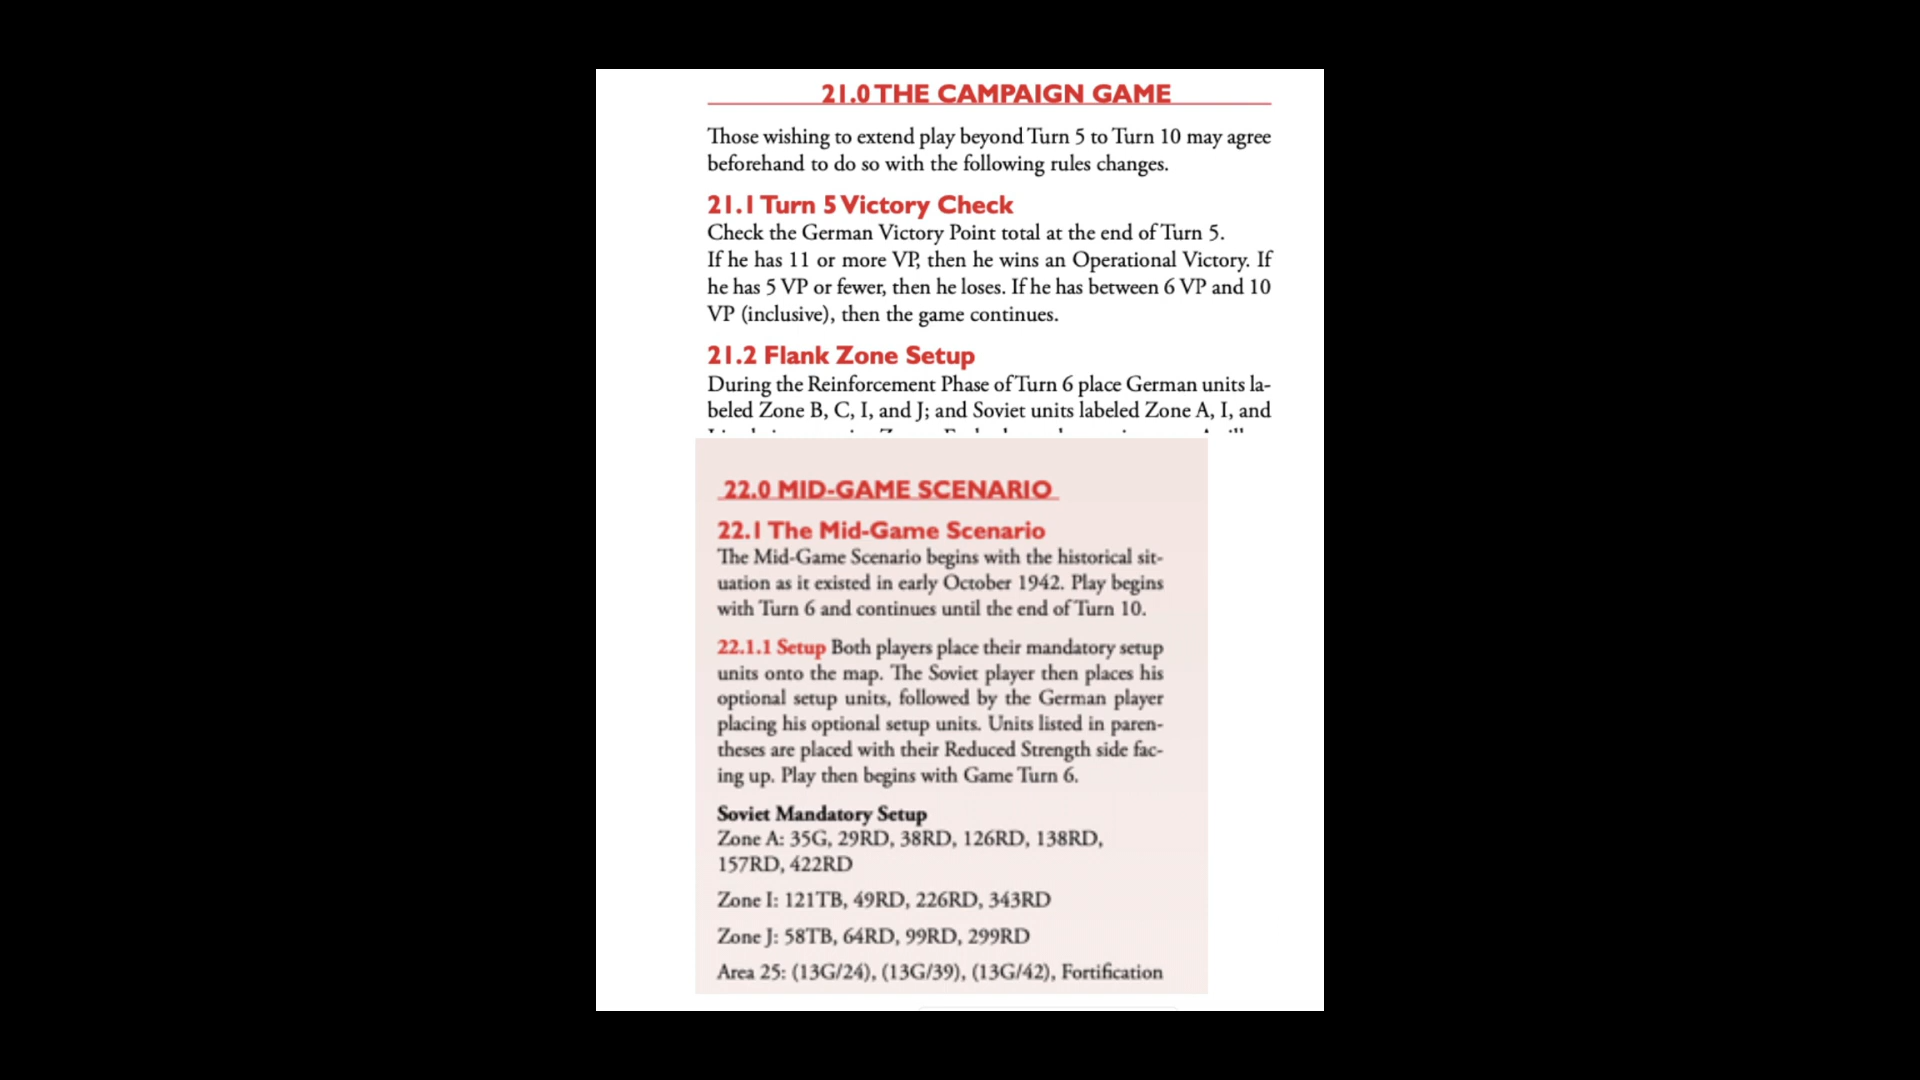 21.0 THE CAMPAIGN GAME
Those wishing to extend play beyond Turn 5 to Turn 10 may agree
beforehand to do so with the following rules changes.
21.1 Turn 5 Victory Check
Check the German Victory Point total at the end of Turn 5.
If he has 11 or more VP, then he wins an Operational Victory. If
he has 5 VP or fewer, then he loses. If he has between 6 VP and 10
VP (inclusive), then the game continues.
21.2 Flank Zone Setup
During the Reinforcement Phase of Turn 6 place German units la-
beled Zone B, C, I, and J; and Soviet units labeled Zone A, I, and
22.0 MID-GAME SCENARIO
22.1 The Mid-Game Scenario
The Mid-Game Scenario begins with the historical sit-
uation as it existed in early October 1942. Play begins
with Turn 6 and continues until the end of Turn 10.
22.1.1 Setup Both players place their mandatory setup
units onto the map. The Soviet player then places his
optional setup units, followed by the German player
placing his optional setup units. Units listed in paren-
theses are placed with their Reduced Strength side fac-
ing up. Play then begins with Game Turn 6.
Soviet Mandatory Setup
Zone A: 35G, 29RD, 38RD, 126RD, 138RD,
157RD, 422RD
Zone I: 121TB, 49RD, 226RD, 343RD
Zone J: 58TB, 64RD, 99RD, 299RD
Area 25: (13G/24), (13G/39), (13G/42), Fortification